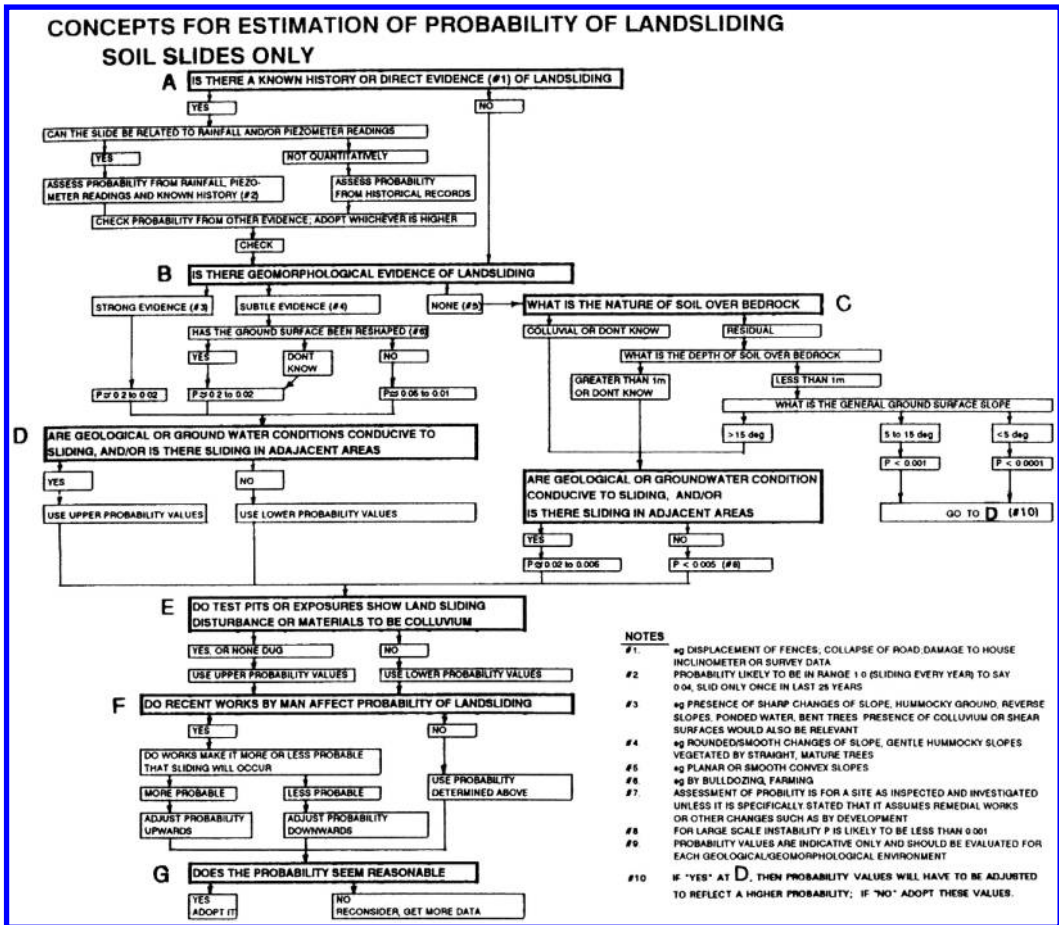 CONCEPTS FOR ESTIMATION OF PROBABILITY OF LANDSLIDING
SOIL SLIDES ONLY
A
IS THERE A KNOWN HISTORY OR DIRECT EVIDENCE (#1) OF LANDSLIDING
YES
NO
CAN THE SLIDE BE RELATED TO RAINFALL AND/OR PIEZOMETER READINGS
YES
NOT QUANTITATIVELY
ASSESS PROBABILITY FROM RAINFALL, PIEZO-
METER READINGS AND KNOWN HISTORY (#2)
ASSESS PROBABILITY
FROM HISTORICAL RECORDS
CHECK PROBABILITY FROM OTHER EVIDENCE; ADOPT WHICHEVER IS HIGHER
CHECK
B
IS THERE GEOMORPHOLOGICAL EVIDENCE OF LANDSLIDING
STRONG EVIDENCE (#3)
SUBTLE EVIDENCE (#4)
NONE (#5)
HAS THE GROUND SURFACE BEEN RESHAPED (#6)
YES
DONT
KNOW
NO
P≈0.2 to 0.02
P≈0.2 to 0.02
P≈0.05 to 0.01
WHAT IS THE NATURE OF SOIL OVER BEDROCK
C
COLLUVIAL OR DONT KNOW
RESIDUAL
WHAT IS THE DEPTH OF SOIL OVER BEDROCK
GREATER THAN 1m
OR DONT KNOW
LESS THAN 1m
WHAT IS THE GENERAL GROUND SURFACE SLOPE
>15 deg
5 to 15 deg
<5 deg
P < 0.001
P < 0.0001
GO TO D (#10)
D
ARE GEOLOGICAL OR GROUND WATER CONDITIONS CONDUCIVE TO
SLIDING, AND/OR IS THERE SLIDING IN ADAJACENT AREAS
YES
NO
USE UPPER PROBABILITY VALUES
USE LOWER PROBABILITY VALUES
ARE GEOLOGICAL OR GROUNDWATER CONDITION
CONDUCIVE TO SLIDING, AND/OR
IS THERE SLIDING IN ADJACENT AREAS
YES
NO
P≈0.02 to 0.005
P < 0.005 (#8)
E
DO TEST PITS OR EXPOSURES SHOW LAND SLIDING
DISTURBANCE OR MATERIALS TO BE COLLUVIUM
YES, OR NONE DUG
NO
USE UPPER PROBABILITY VALUES
USE LOWER PROBABILITY VALUES
F
DO RECENT WORKS BY MAN AFFECT PROBABILITY OF LANDSLIDING
YES
NO
DO WORKS MAKE IT MORE OR LESS PROBABLE
THAT SLIDING WILL OCCUR
MORE PROBABLE
LESS PROBABLE
USE PROBABILITY
DETERMINED ABOVE
ADJUST PROBABILITY
UPWARDS
ADJUST PROBABILITY
DOWNWARDS
G
DOES THE PROBABILITY SEEM REASONABLE
YES
ADOPT IT
NO
RECONSIDER, GET MORE DATA
NOTES
#1. eg DISPLACEMENT OF FENCES; COLLAPSE OF ROAD; DAMAGE TO HOUSE
INCLINOMETER OR SURVEY DATA
#2 PROBABILITY LIKELY TO BE IN RANGE 1.0 (SLIDING EVERY YEAR) TO SAY
0.04, SLID ONLY ONCE IN LAST 25 YEARS
#3 eg PRESENCE OF SHARP CHANGES OF SLOPE, HUMMOCKY GROUND, REVERSE
SLOPES, PONDED WATER, BENT TREES PRESENCE OF COLLUVIUM OR SHEAR
SURFACES WOULD ALSO BE RELEVANT
#4. eg ROUNDED/SMOOTH CHANGES OF SLOPE, GENTLE HUMMOCKY SLOPES
VEGETATED BY STRAIGHT, MATURE TREES
#5 eg PLANAR OR SMOOTH CONVEX SLOPES
#6. eg BY BULLDOZING, FARMING
#7. ASSESSMENT OF PROBILITY IS FOR A SITE AS INSPECTED AND INVESTIGATED
UNLESS IT IS SPECIFICALLY STATED THAT IT ASSUMES REMEDIAL WORKS
OR OTHER CHANGES SUCH AS BY DEVELOPMENT
#8 FOR LARGE SCALE INSTABILITY P IS LIKELY TO BE LESS THAN 0.001
#9. PROBABILITY VALUES ARE INDICATIVE ONLY AND SHOULD BE EVALUATED FOR
EACH GEOLOGICAL/GEOMORPHOLOGICAL ENVIRONMENT
#10 IF "YES" AT D, THEN PROBABILITY VALUES WILL HAVE TO BE ADJUSTED
TO REFLECT A HIGHER PROBABILITY; IF "NO" ADOPT THESE VALUES.